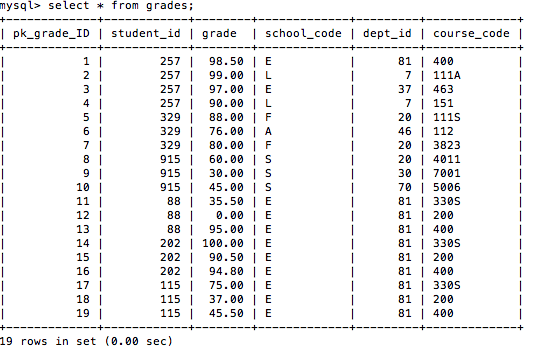 mysql> select * from grades;
+-------------+------------+--------+-------------+---------+-------------+
| pk_grade_ID | student_id | grade  | school_code | dept_id | course_code |
+-------------+------------+--------+-------------+---------+-------------+
|           1 |        257 |  98.50 | E           |      81 | 400         |
|           2 |        257 |  99.00 | L           |       7 | 111A        |
|           3 |        257 |  97.00 | E           |      37 | 463         |
|           4 |        257 |  90.00 | L           |       7 | 151         |
|           5 |        329 |  88.00 | F           |      20 | 111S        |
|           6 |        329 |  76.00 | A           |      46 | 112         |
|           7 |        329 |  80.00 | F           |      20 | 3823        |
|           8 |        915 |  60.00 | S           |      20 | 4011        |
|           9 |        915 |  30.00 | S           |      30 | 7001        |
|          10 |        915 |  45.00 | S           |      70 | 5006        |
|          11 |         88 |  35.50 | E           |      81 | 330S        |
|          12 |         88 |   0.00 | E           |      81 | 200         |
|          13 |         88 |  95.00 | E           |      81 | 400         |
|          14 |        202 | 100.00 | E           |      81 | 330S        |
|          15 |        202 |  90.50 | E           |      81 | 200         |
|          16 |        202 |  94.80 | E           |      81 | 400         |
|          17 |        115 |  75.00 | E           |      81 | 330S        |
|          18 |        115 |  37.00 | E           |      81 | 200         |
|          19 |        115 |  45.50 | E           |      81 | 400         |
+-------------+------------+--------+-------------+---------+-------------+
19 rows in set (0.00 sec)